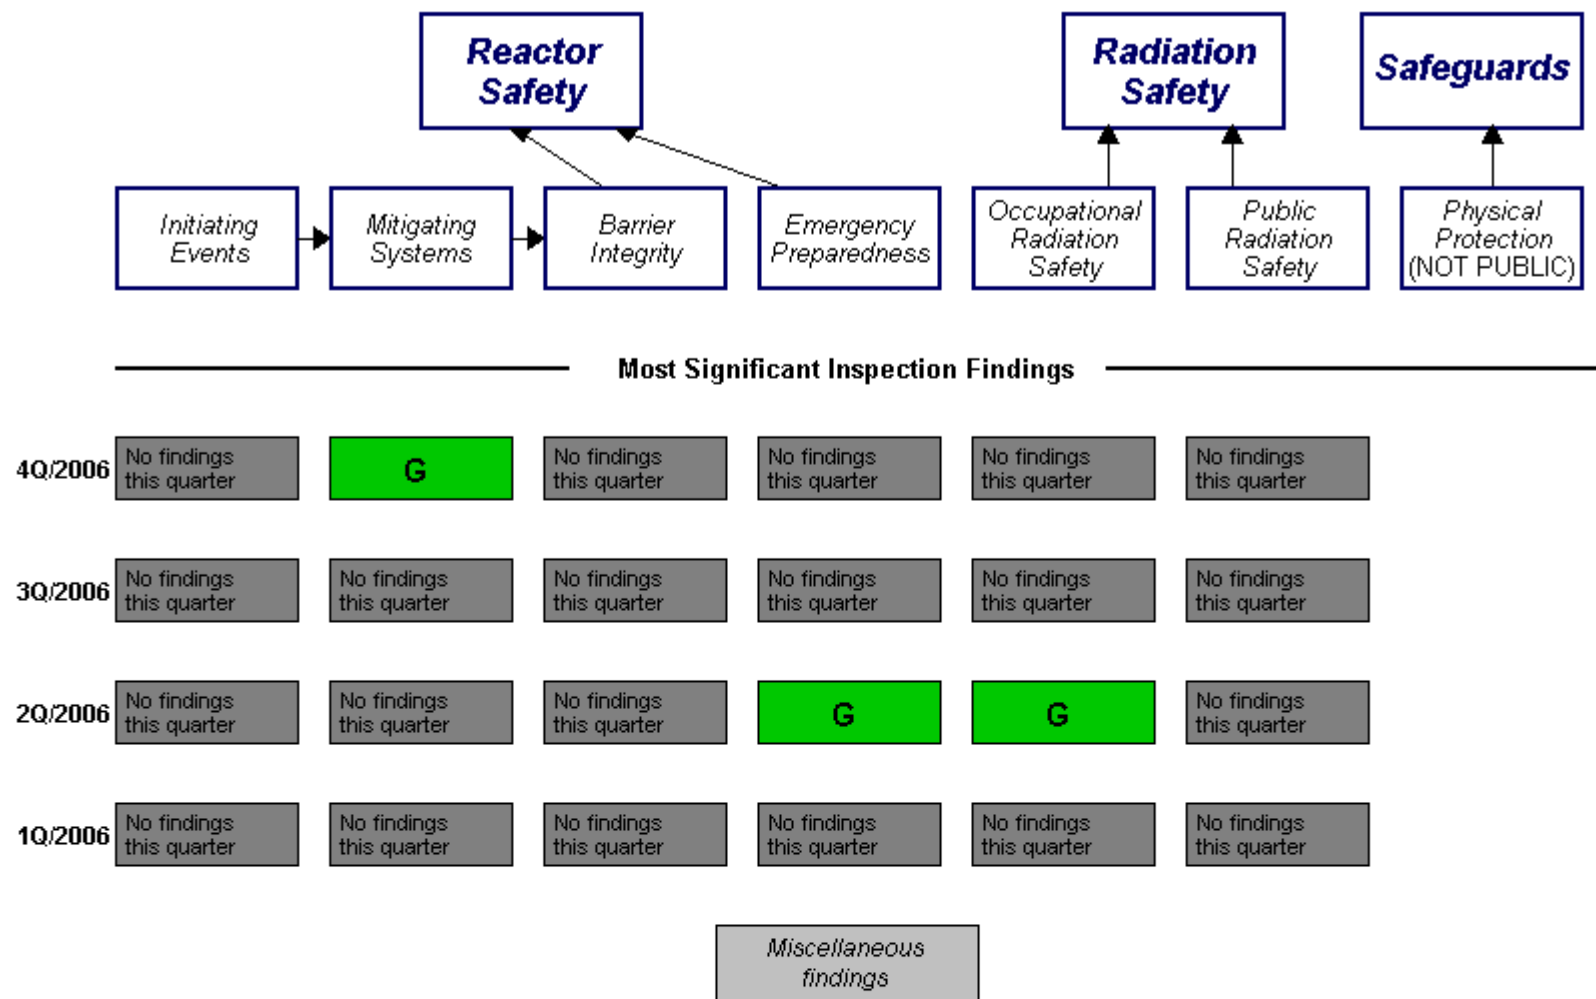 Reactor
Safety
Radiation
Safety
Safeguards
Initiating
Events
Mitigating
Systems
Barrier
Integrity
Emergency
Preparedness
Occupational
Radiation
Safety
Public
Radiation
Safety
Physical
Protection
(NOT PUBLIC)
Most Significant Inspection Findings
4Q/2006
No findings
this quarter
G
No findings
this quarter
No findings
this quarter
No findings
this quarter
No findings
this quarter
3Q/2006
No findings
this quarter
No findings
this quarter
No findings
this quarter
No findings
this quarter
No findings
this quarter
No findings
this quarter
2Q/2006
No findings
this quarter
No findings
this quarter
No findings
this quarter
G
G
No findings
this quarter
1Q/2006
No findings
this quarter
No findings
this quarter
No findings
this quarter
No findings
this quarter
No findings
this quarter
No findings
this quarter
Miscellaneous
findings